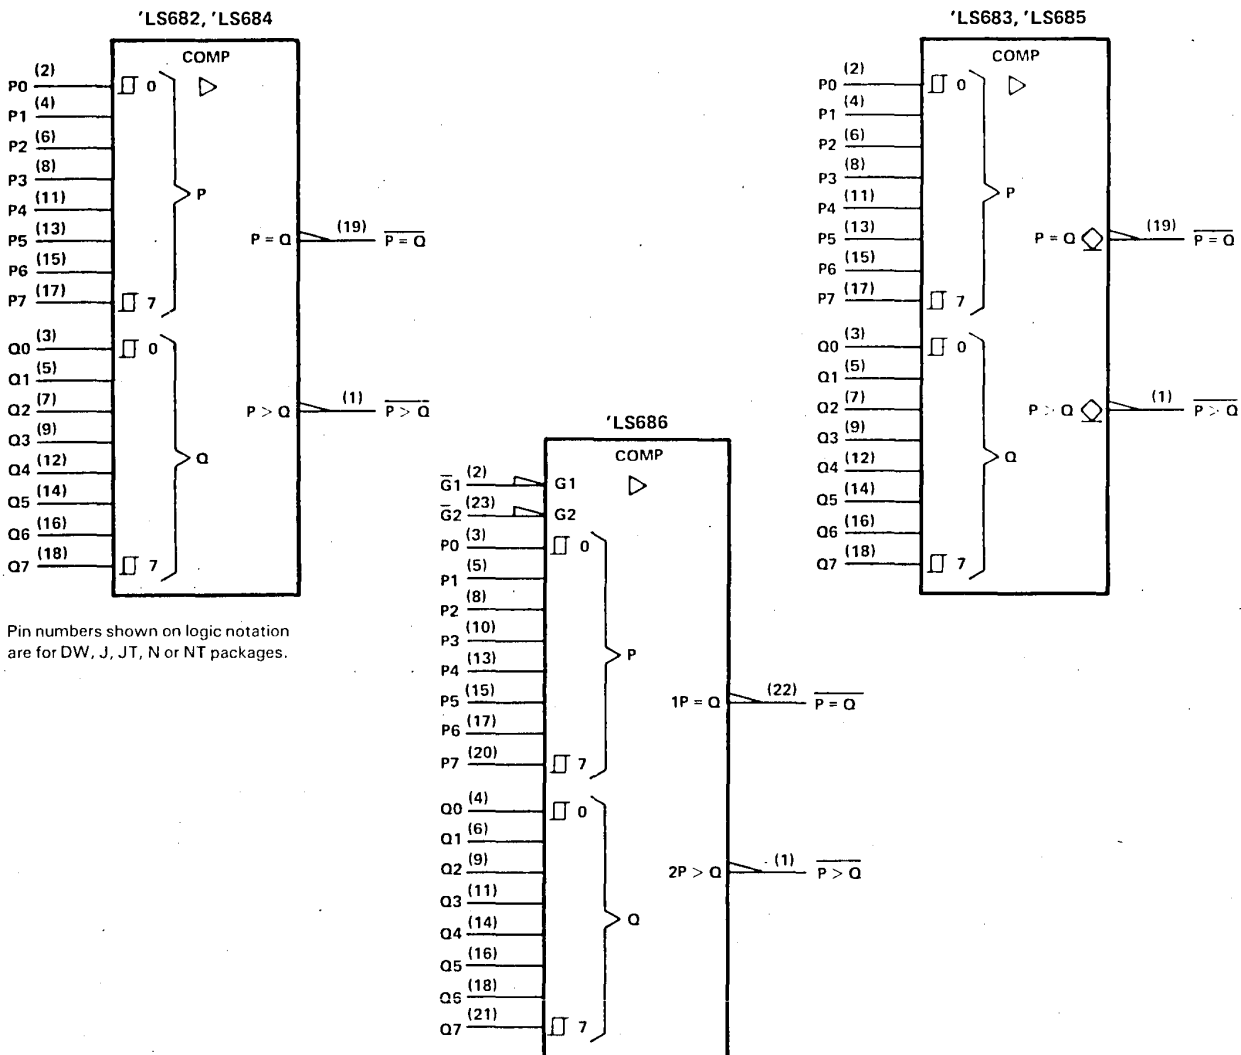 'LS682, 'LS684
COMP
P0 (2) 0
P1 (4)
P2 (6)
P3 (8)
P4 (11)
P5 (13)
P6 (15)
P7 (17) 7
P
Q0 (3) 0
Q1 (5)
Q2 (7)
Q3 (9)
Q4 (12)
Q5 (14)
Q6 (16)
Q7 (18) 7
Q
P = Q (19) P̅ ̅=̅ ̅Q̅
P > Q (1) P̅ ̅>̅ ̅Q̅
Pin numbers shown on logic notation
are for DW, J, JT, N or NT packages.
'LS686
COMP
G̅1 (2) G1
G̅2 (23) G2
P0 (3) 0
P1 (5)
P2 (8)
P3 (10)
P4 (13)
P5 (15)
P6 (17)
P7 (20) 7
P
Q0 (4) 0
Q1 (6)
Q2 (9)
Q3 (11)
Q4 (14)
Q5 (16)
Q6 (18)
Q7 (21) 7
Q
1P = Q (22) P̅ ̅=̅ ̅Q̅
2P > Q (1) P̅ ̅>̅ ̅Q̅
'LS683, 'LS685
COMP
P0 (2) 0
P1 (4)
P2 (6)
P3 (8)
P4 (11)
P5 (13)
P6 (15)
P7 (17) 7
P
Q0 (3) 0
Q1 (5)
Q2 (7)
Q3 (9)
Q4 (12)
Q5 (14)
Q6 (16)
Q7 (18) 7
Q
P = Q (19) P̅ ̅=̅ ̅Q̅
P > Q (1) P̅ ̅>̅ ̅Q̅